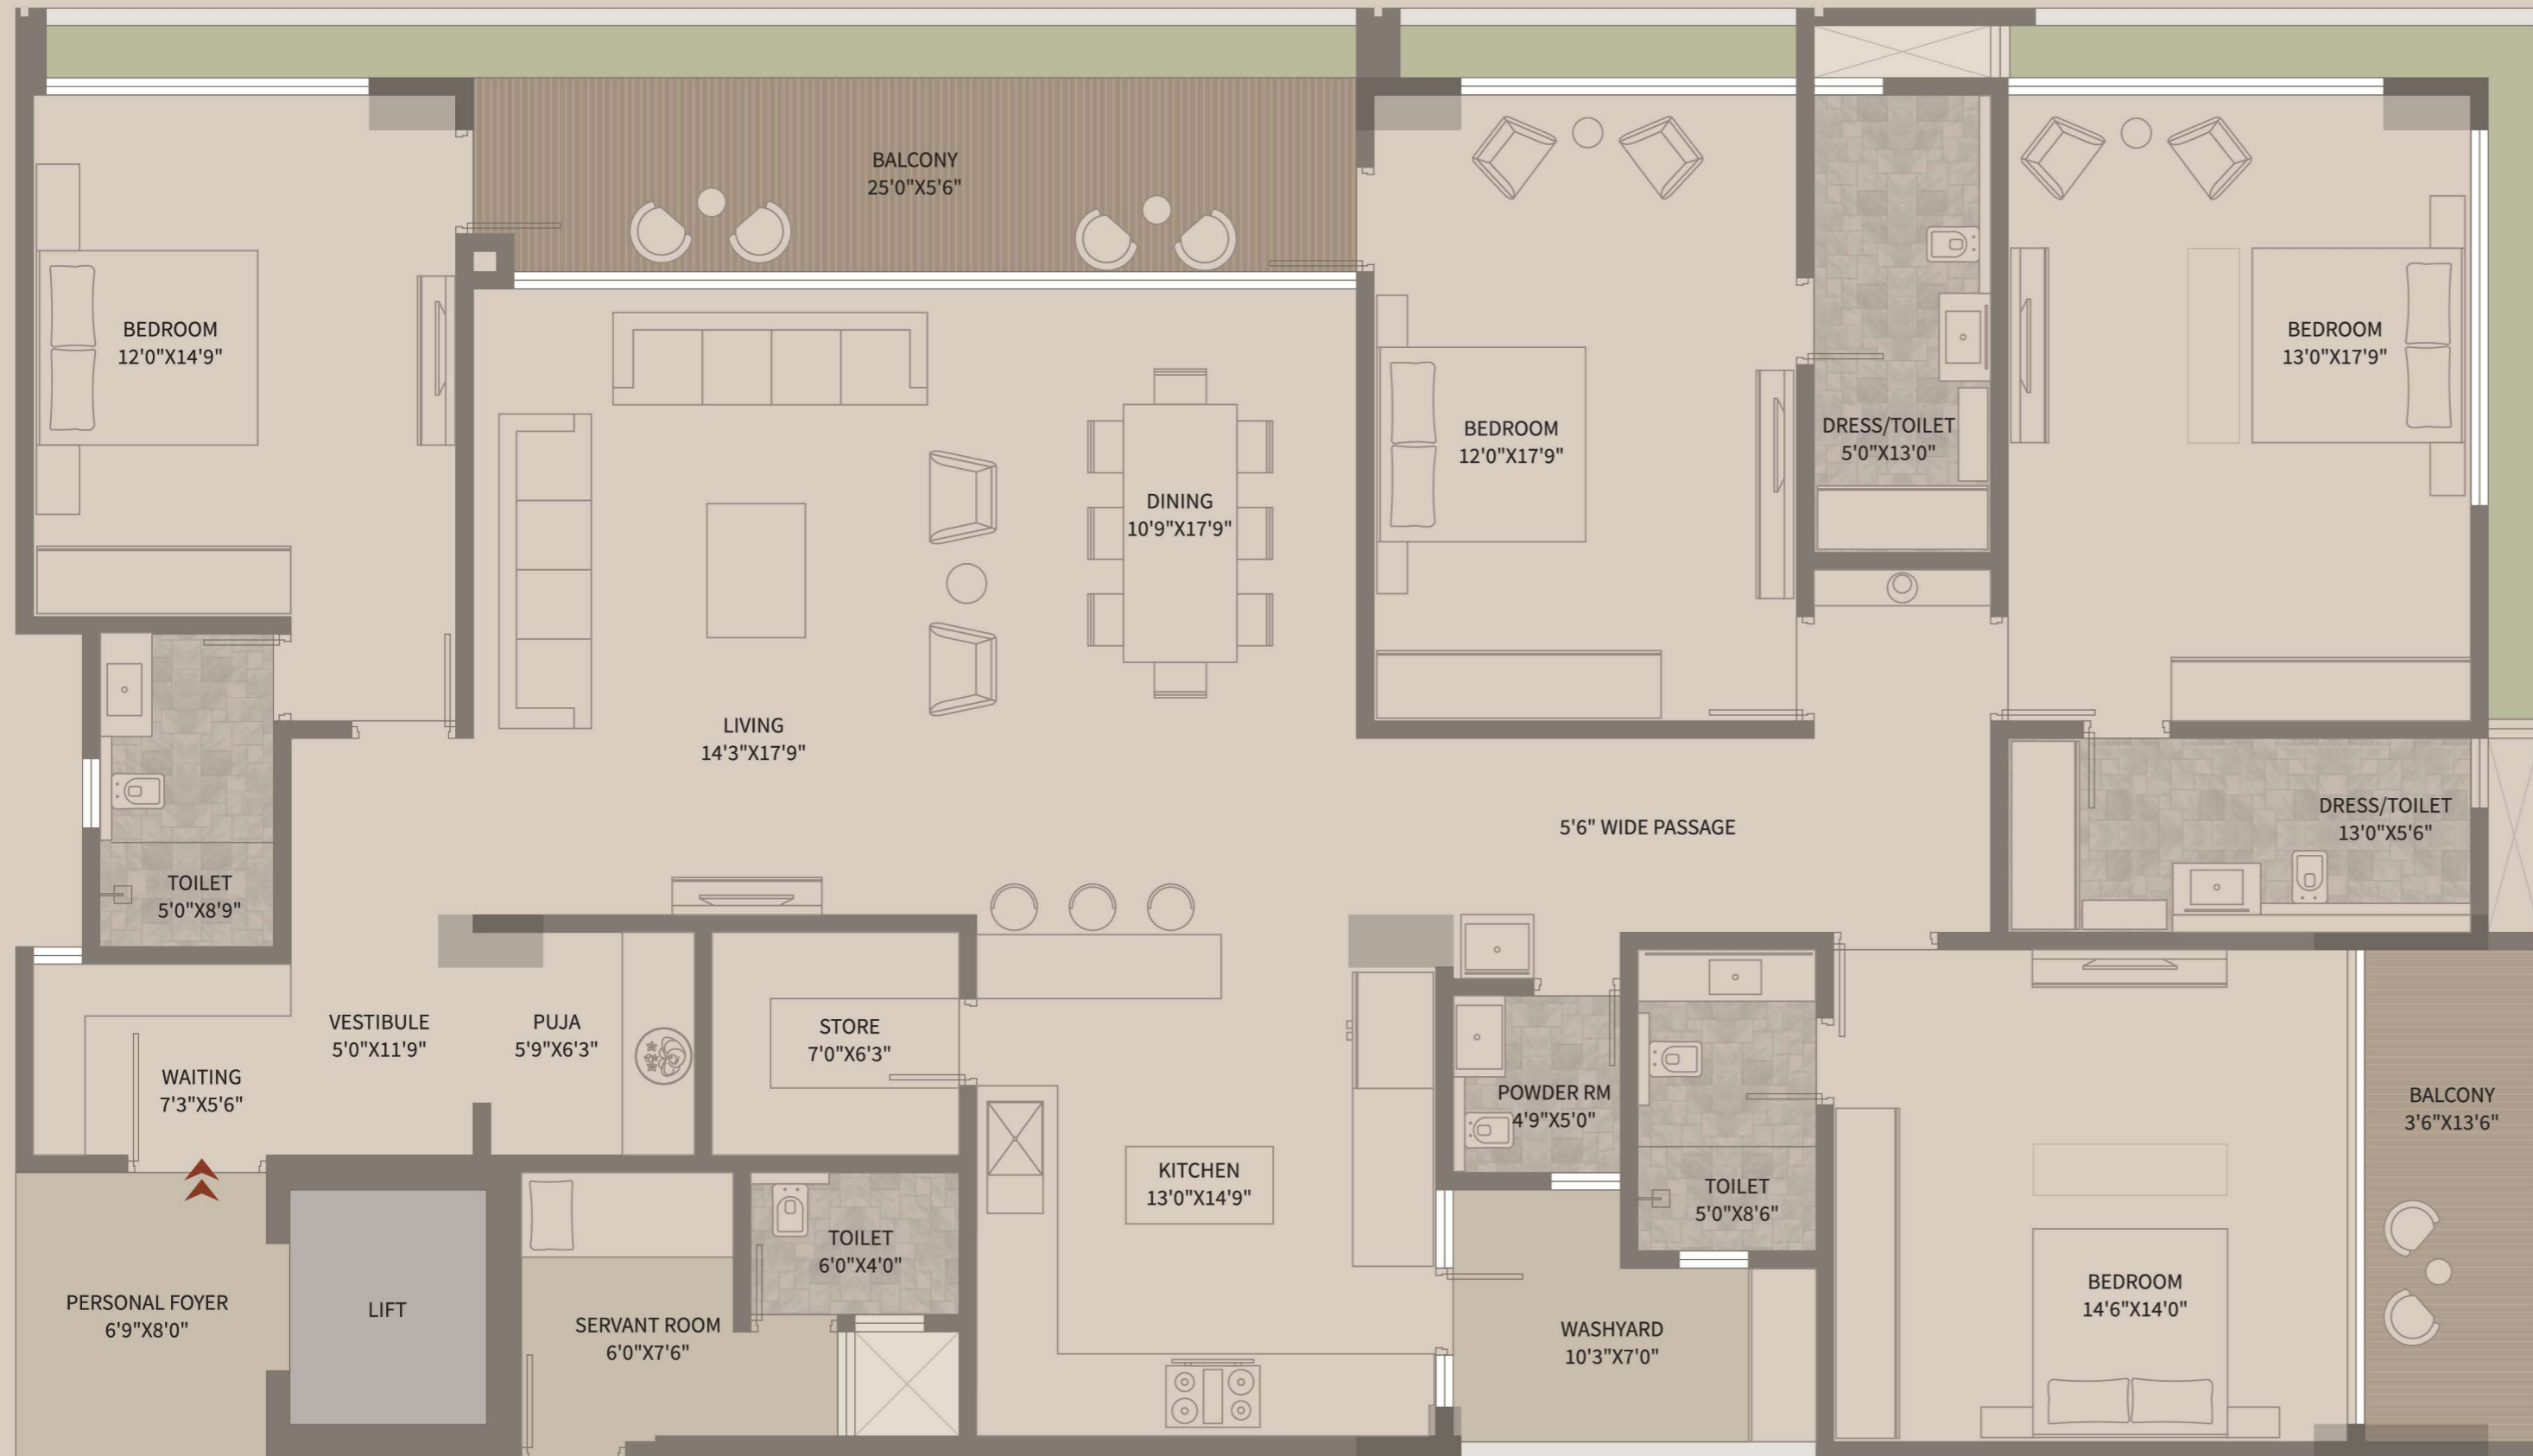 BALCONY
25'0"X5'6"
BEDROOM
12'0"X14'9"
BEDROOM
12'0"X17'9"
DRESS/TOILET
5'0"X13'0"
BEDROOM
13'0"X17'9"
DINING
10'9"X17'9"
LIVING
14'3"X17'9"
5'6" WIDE PASSAGE
DRESS/TOILET
13'0"X5'6"
TOILET
5'0"X8'9"
VESTIBULE
5'0"X11'9"
PUJA
5'9"X6'3"
STORE
7'0"X6'3"
WAITING
7'3"X5'6"
POWDER RM
4'9"X5'0"
BALCONY
3'6"X13'6"
KITCHEN
13'0"X14'9"
TOILET
5'0"X8'6"
TOILET
6'0"X4'0"
PERSONAL FOYER
6'9"X8'0"
LIFT
SERVANT ROOM
6'0"X7'6"
WASHYARD
10'3"X7'0"
BEDROOM
14'6"X14'0"